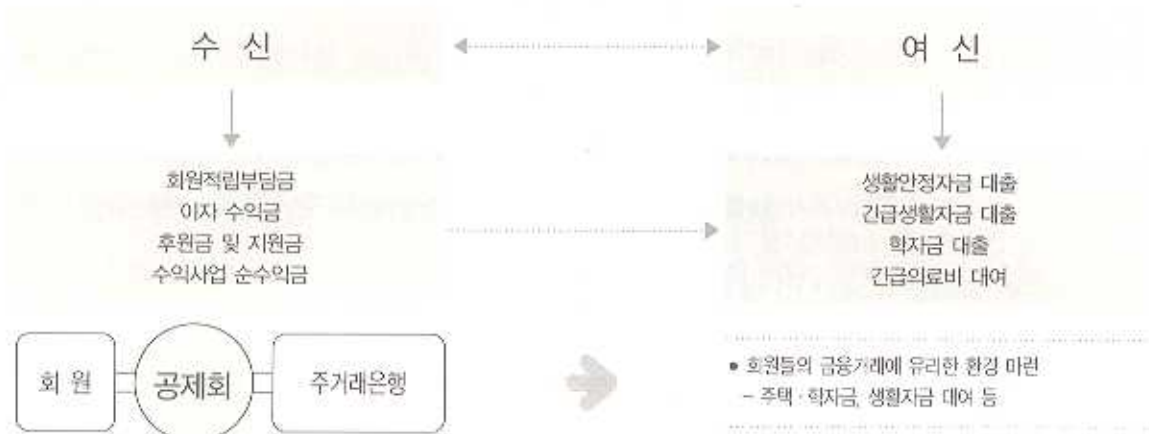 수 신
여 신
회원적립부담금
이자 수익금
후원금 및 지원금
수익사업 순수익금
생활안정자금 대출
긴급생활자금 대출
학자금 대출
긴급의료비 대여
회 원
공제회
주거래은행
• 회원들의 금융거래에 유리한 환경 마련
– 주택·학자금, 생활자금 대여 등